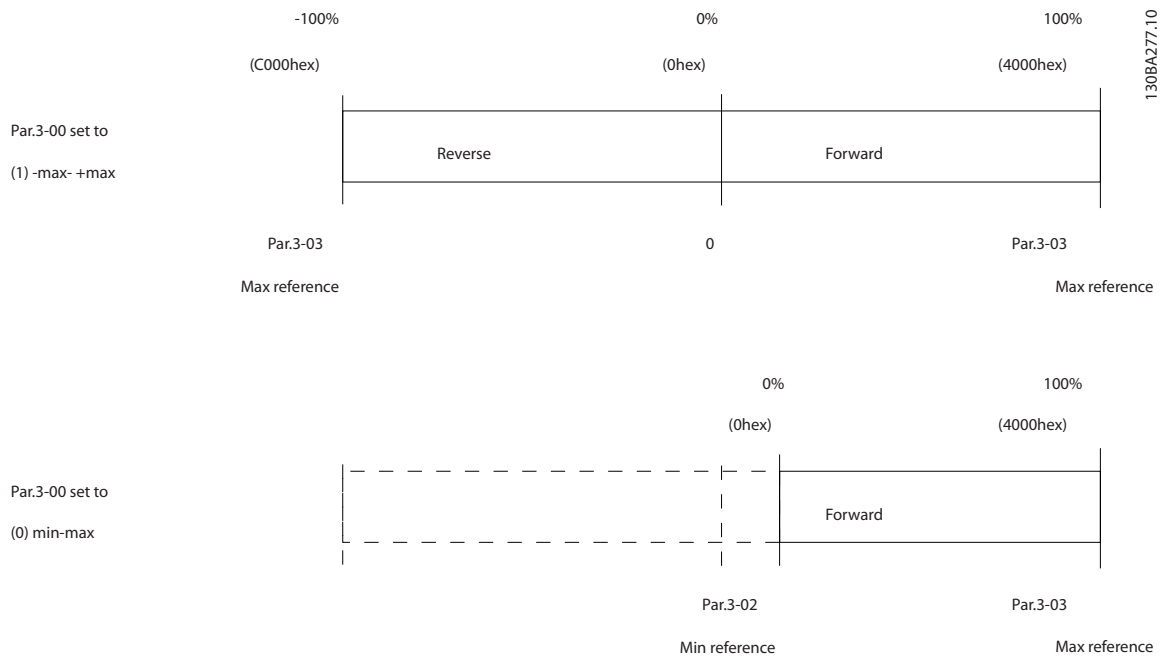 -100% 0% 100%
(C000hex) (0hex) (4000hex)
130BA277.10
Par.3-00 set to
(1) -max- +max
Reverse Forward
Par.3-03 0 Par.3-03
Max reference Max reference
0% 100%
(0hex) (4000hex)
Par.3-00 set to
(0) min-max
Forward
Par.3-02 Par.3-03
Min reference Max reference